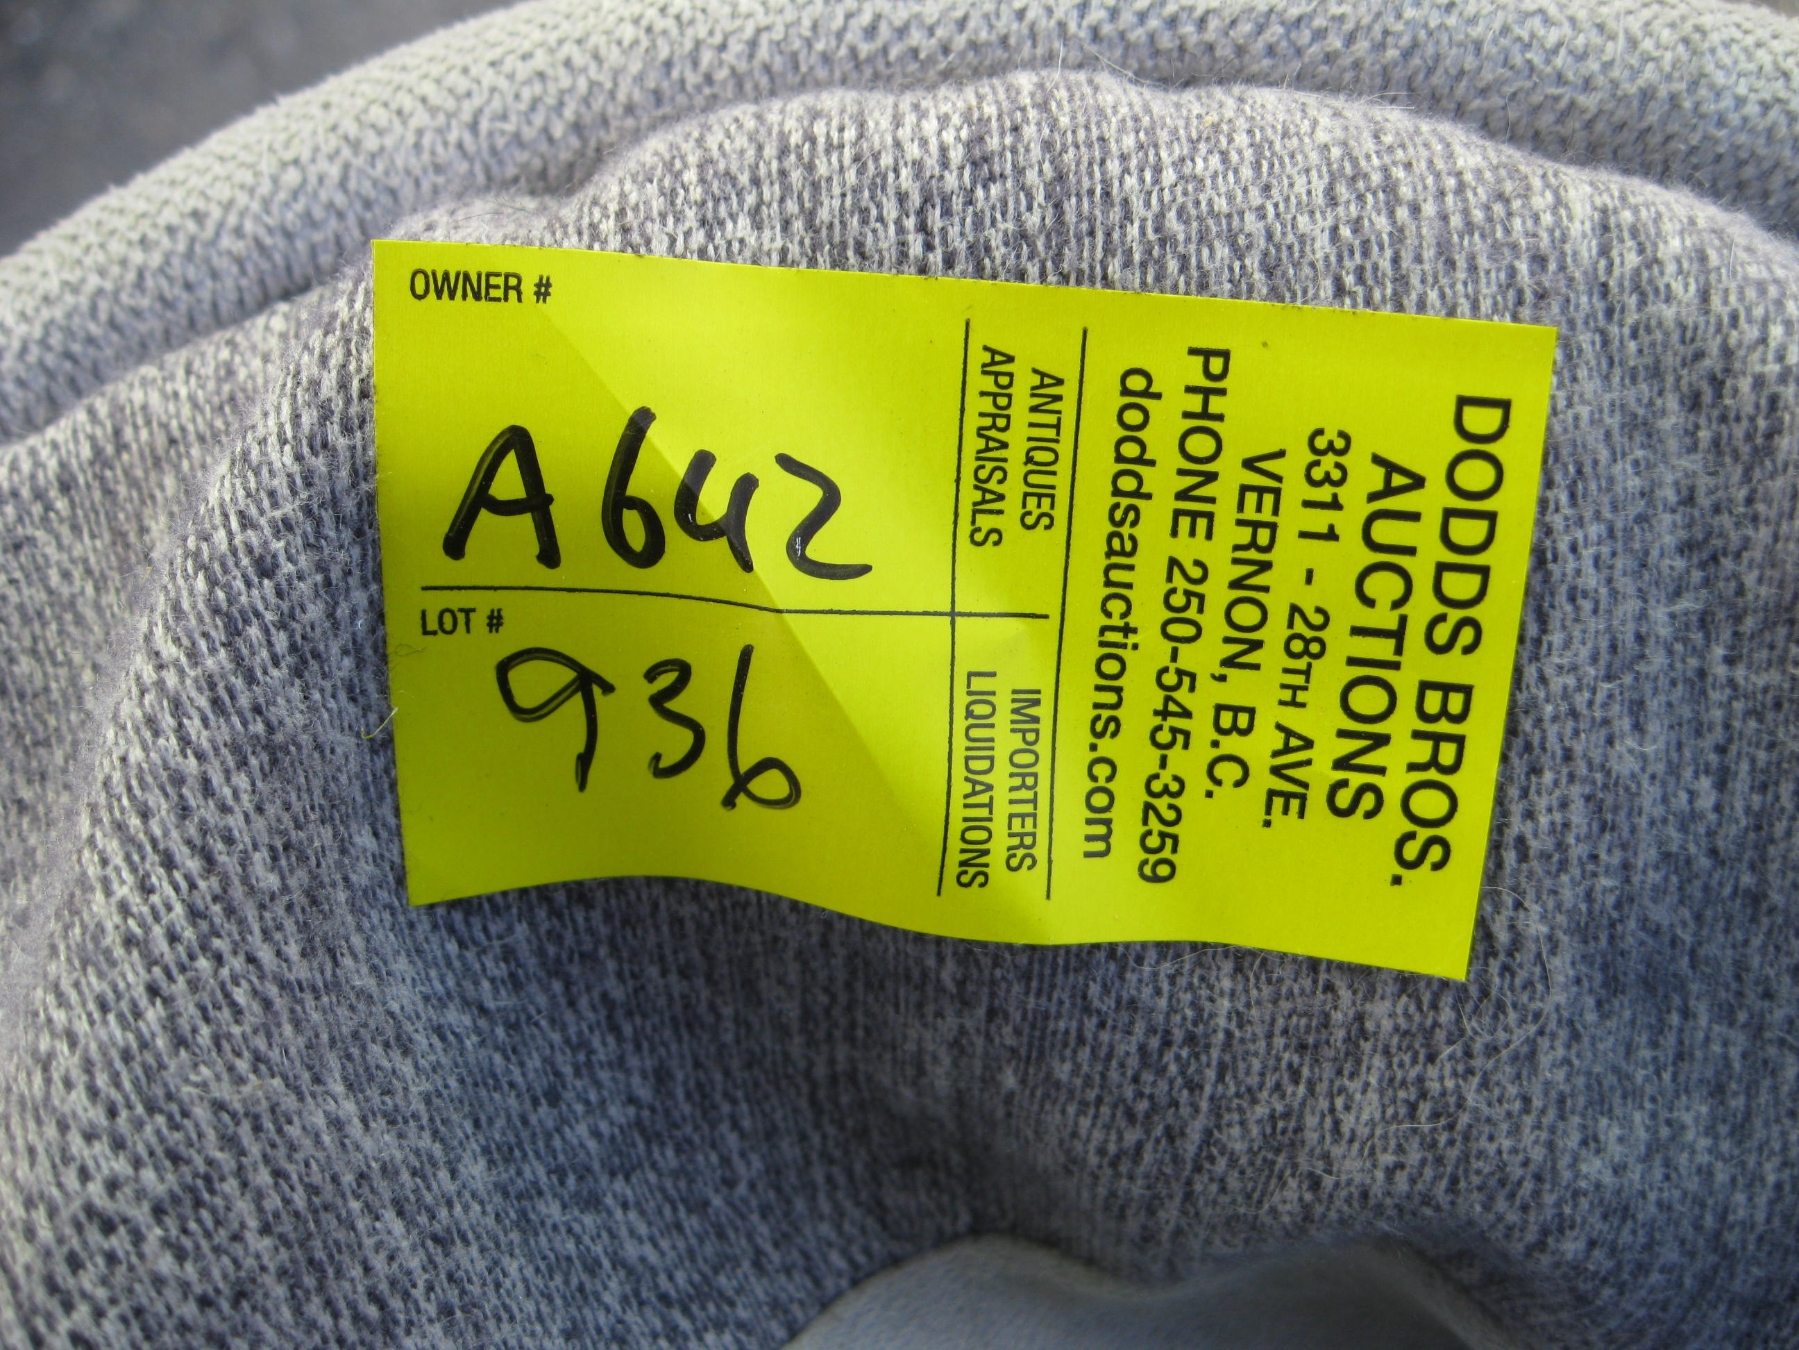 DODDS BROS.
AUCTIONS
3311 - 28TH AVE.
VERNON, B.C.
PHONE 250-545-3259
doddsauctions.com
ANTIQUES
APPRAISALS
IMPORTERS
LIQUIDATIONS
OWNER #
A642
LOT #
936